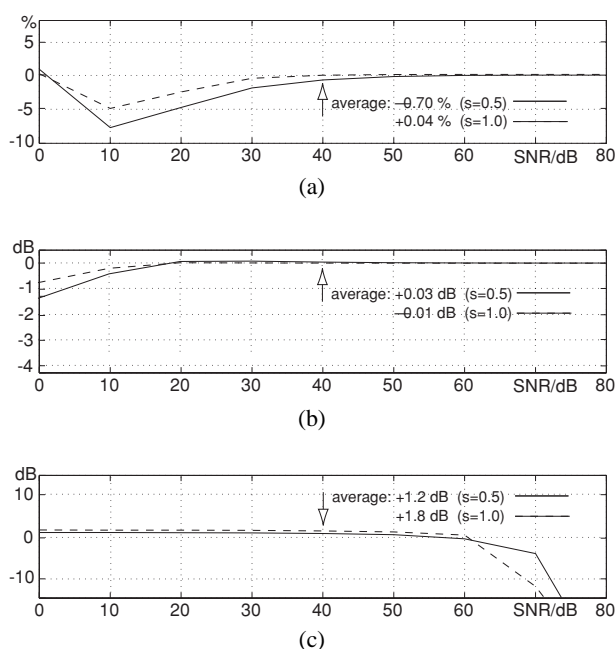 %
5
0
-5
-10
average: –0.70 % (s=0.5)
+0.04 % (s=1.0)
0 10 20 30 40 50 60 SNR/dB 80
(a)
dB
0
-1
-2
-3
-4
average: +0.03 dB (s=0.5)
–0.01 dB (s=1.0)
0 10 20 30 40 50 60 SNR/dB 80
(b)
dB
10
0
-10
average: +1.2 dB (s=0.5)
+1.8 dB (s=1.0)
0 10 20 30 40 50 60 SNR/dB 80
(c)